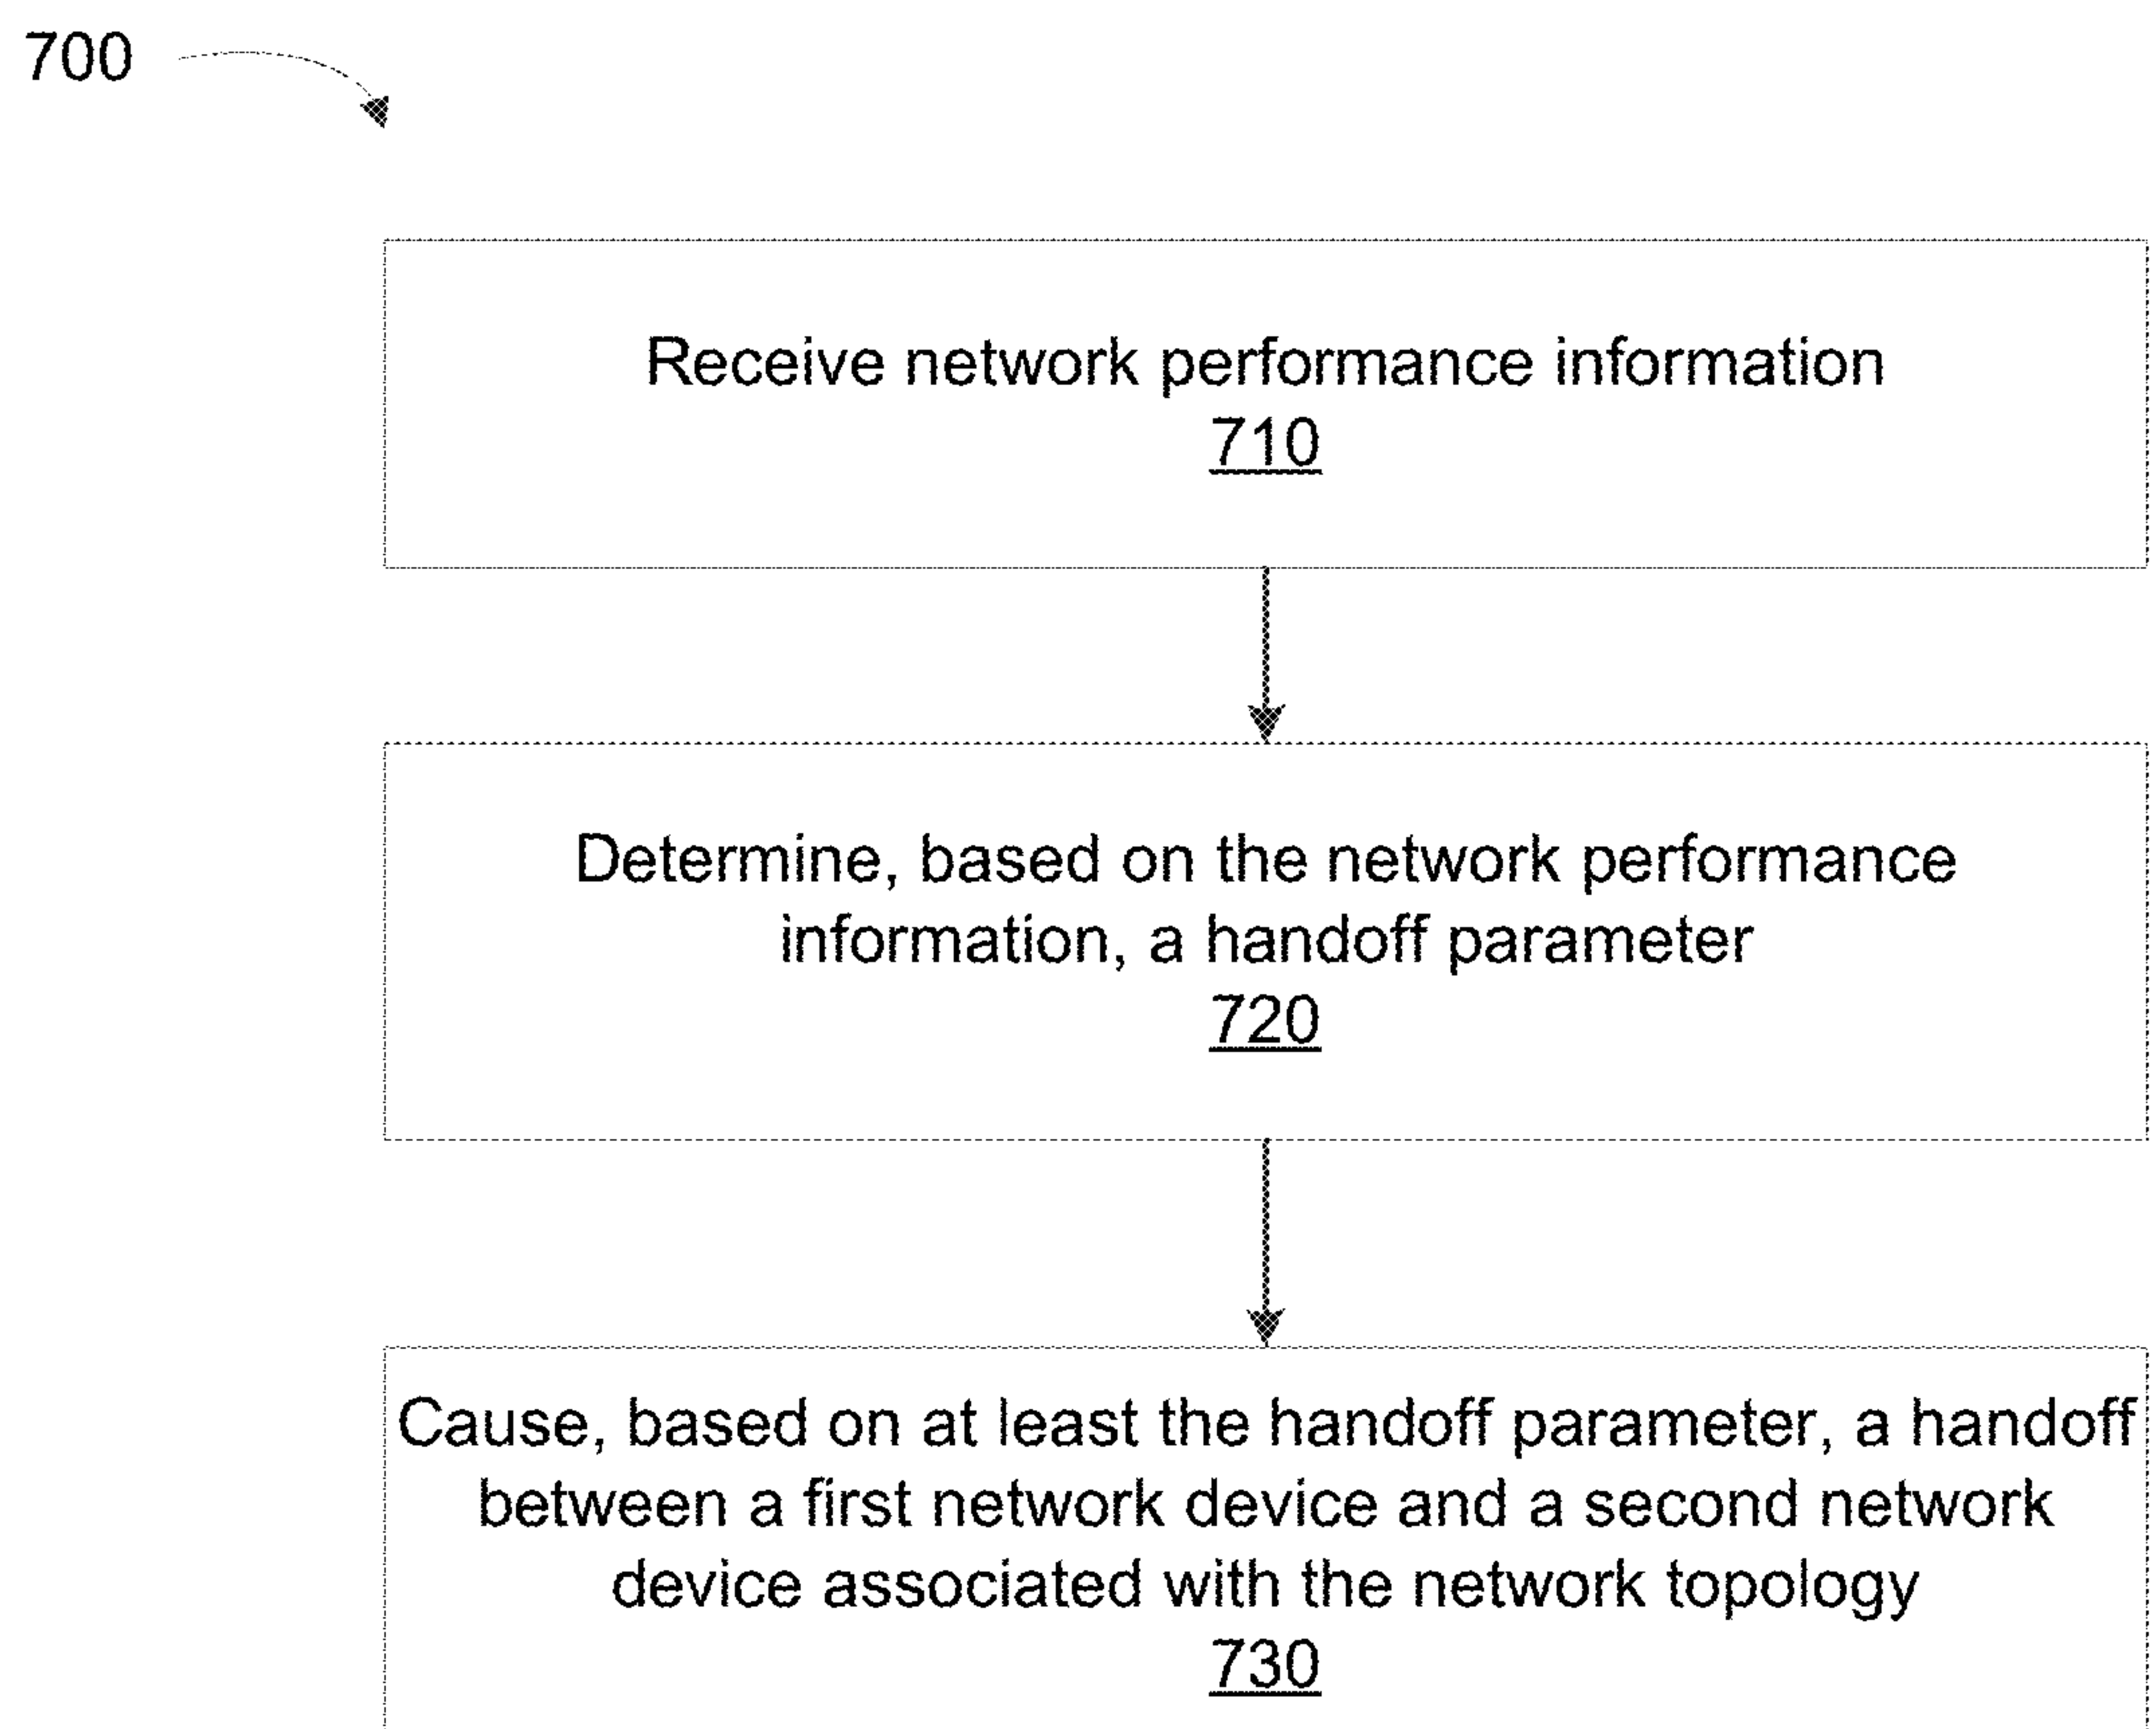 700
Receive network performance information
710
Determine, based on the network performance
information, a handoff parameter
720
Cause, based on at least the handoff parameter, a handoff
between a first network device and a second network
device associated with the network topology
730